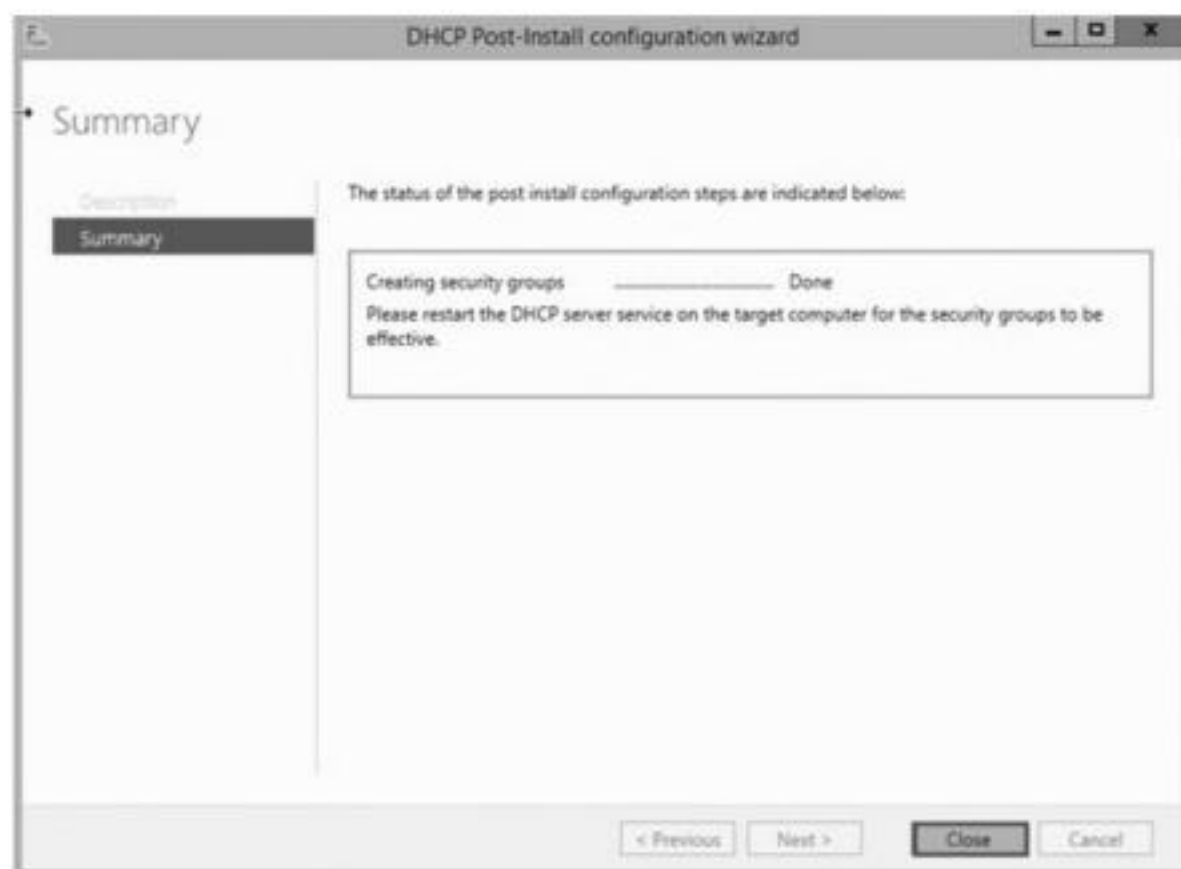 DHCP Post-Install configuration wizard
Summary
Description
Summary
The status of the post install configuration steps are indicated below:
Creating security groups Done
Please restart the DHCP server service on the target computer for the security groups to be
effective.
< Previous Next > Close Cancel